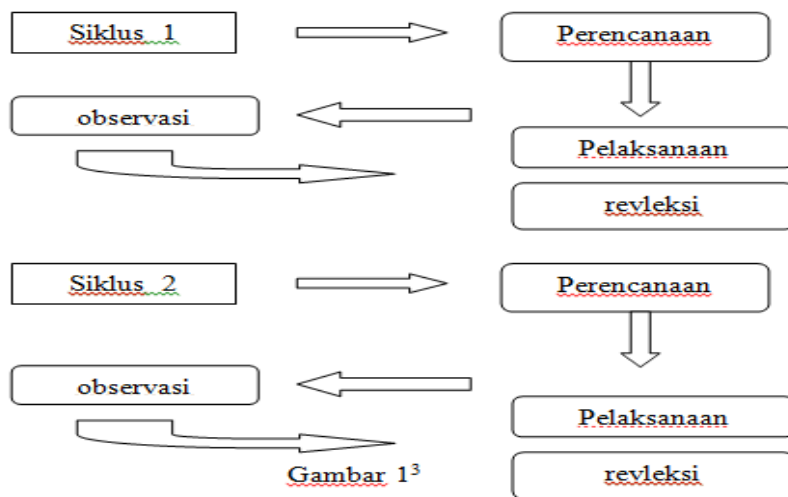 Siklus 1
Perencanaan
observasi
Pelaksanaan
revleksi
Siklus 2
Perencanaan
observasi
Pelaksanaan
Gambar 1³
revleksi